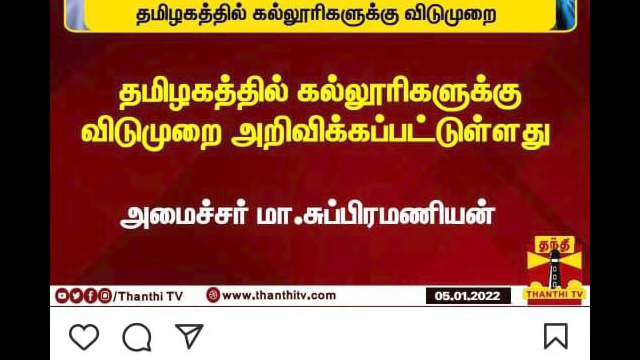 தமிழகத்தில் கல்லூரிகளுக்கு விடுமுறை
தமிழகத்தில் கல்லூரிகளுக்கு
விடுமுறை அறிவிக்கப்பட்டுள்ளது
அமைச்சர் மா.சுப்பிரமணியன்
தந்தி
THANTHI TV
/Thanthi TV
www.thanthitv.com
05.01.2022